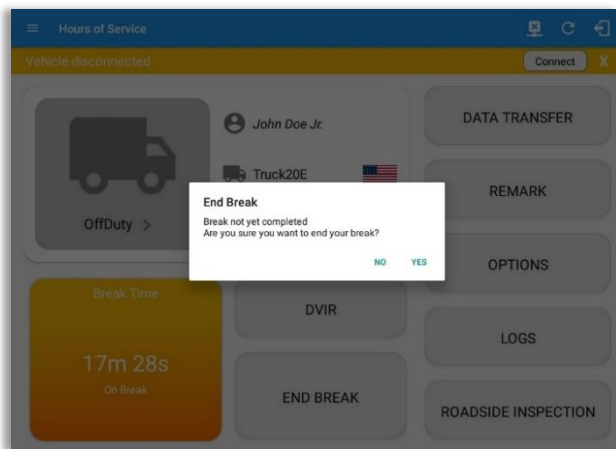 Hours of Service
Vehicle disconnected
Connect
X
John Doe Jr.
Truck20E
OffDuty >
DATA TRANSFER
REMARK
OPTIONS
LOGS
ROADSIDE INSPECTION
End Break
Break not yet completed
Are you sure you want to end your break?
NO
YES
Break Time
17m 28s
On Break
DVIR
END BREAK